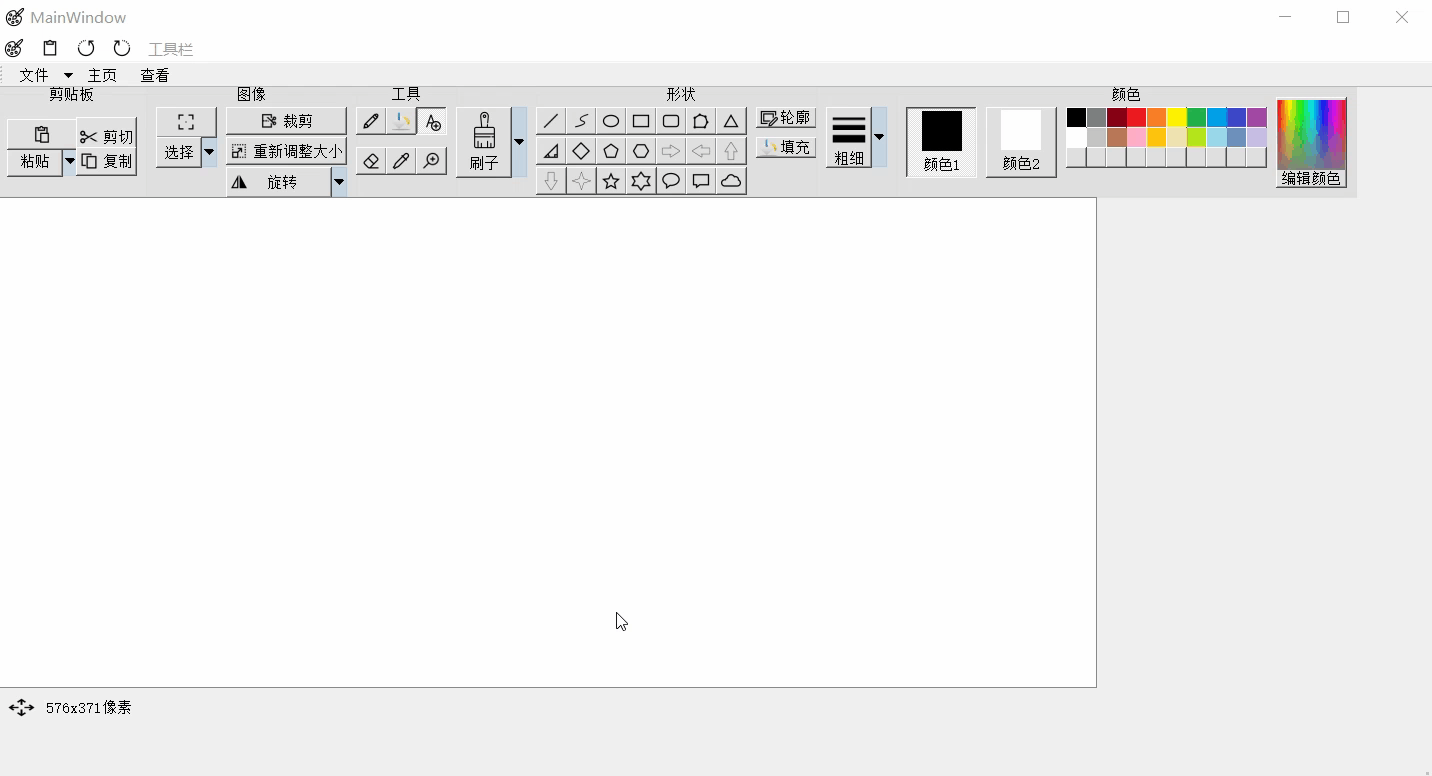 MainWindow
工具栏
文件 主页 查看
剪贴板 图像 工具 形状 颜色
剪切
粘贴 复制
选择
裁剪
重新调整大小
旋转
刷子
轮廓
填充
粗细
颜色1 颜色2 编辑颜色
576x371像素